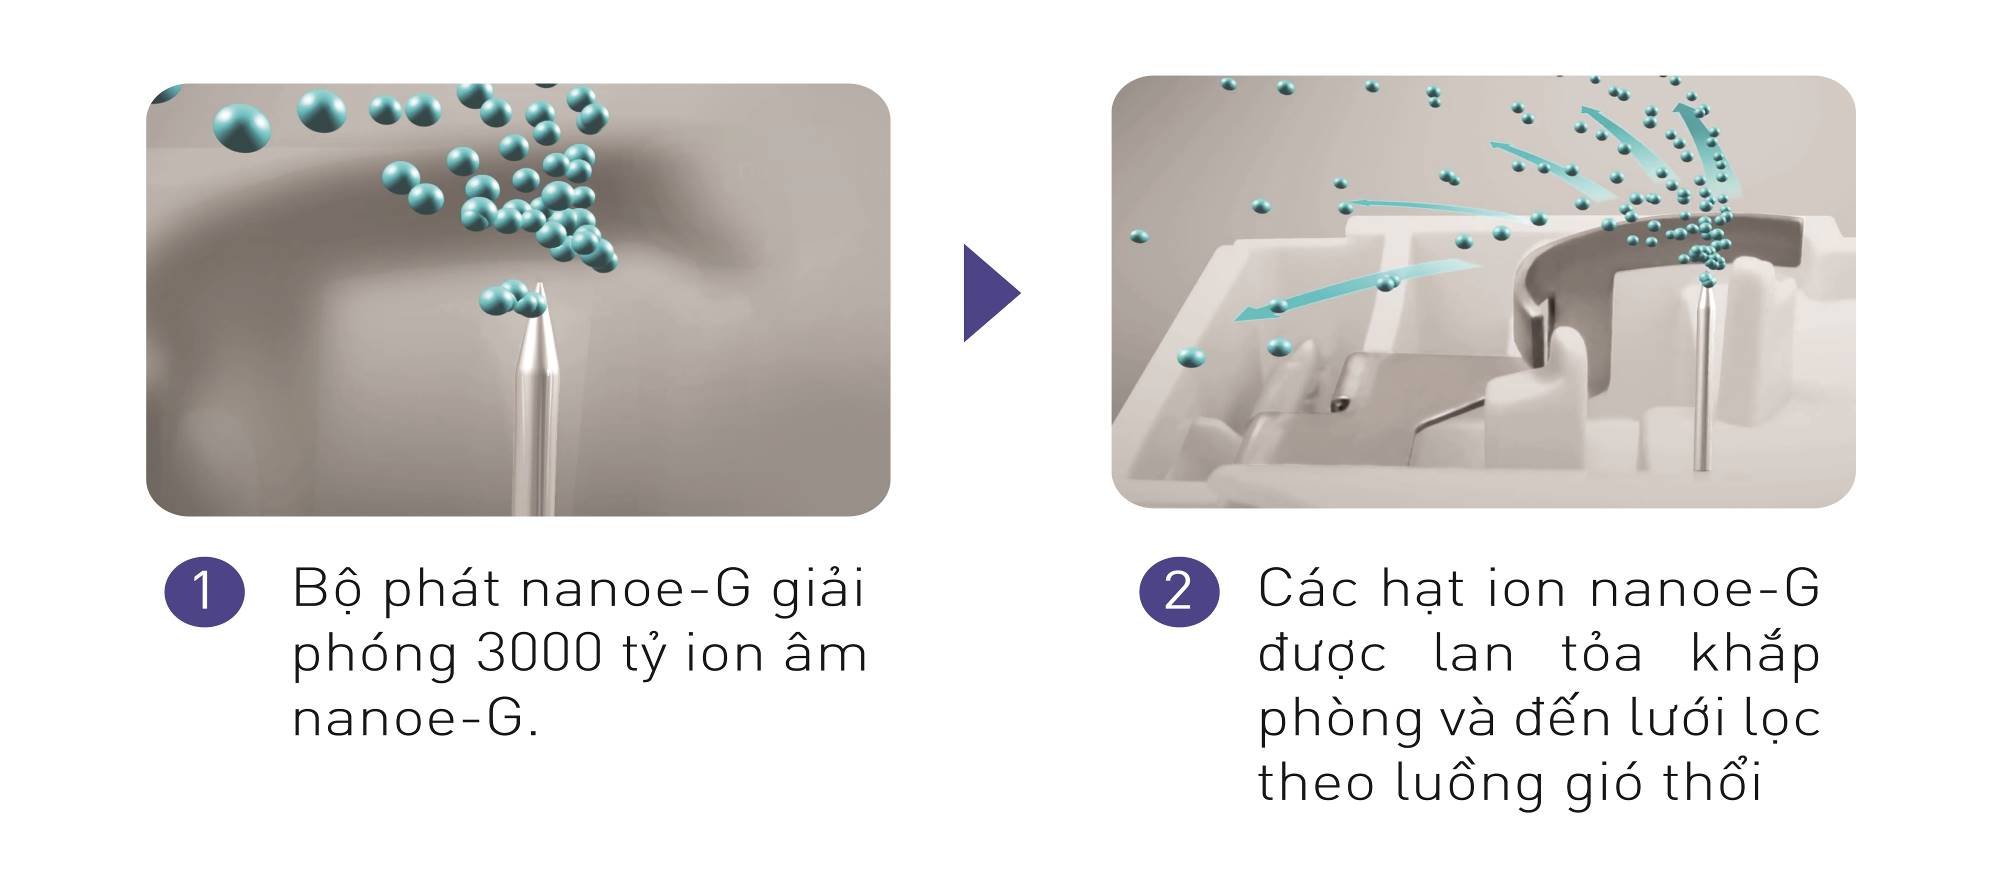 1
Bộ phát nanoe-G giải
phóng 3000 tỷ ion âm
nanoe-G.
2
Các hạt ion nanoe-G
được lan tỏa khắp
phòng và đến lưới lọc
theo luồng gió thổi